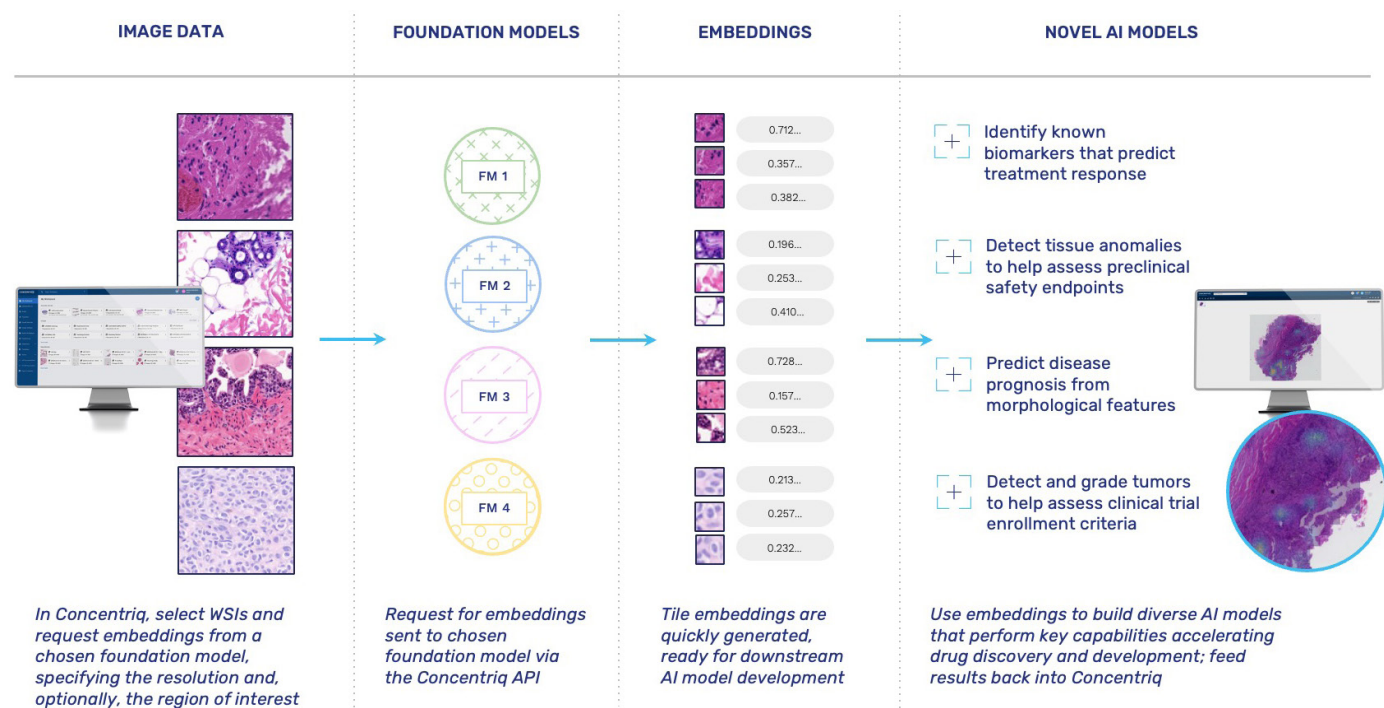 IMAGE DATA
FOUNDATION MODELS
EMBEDDINGS
NOVEL AI MODELS
FM 1
FM 2
FM 3
FM 4
0.712...
0.357...
0.382...
0.196...
0.253...
0.410...
0.728...
0.157...
0.523...
0.213...
0.257...
0.232...
Identify known
biomarkers that predict
treatment response
Detect tissue anomalies
to help assess preclinical
safety endpoints
Predict disease
prognosis from
morphological features
Detect and grade tumors
to help assess clinical trial
enrollment criteria
In Concentriq, select WSIs and
request embeddings from a
chosen foundation model,
specifying the resolution and,
optionally, the region of interest
Request for embeddings
sent to chosen
foundation model via
the Concentriq API
Tile embeddings are
quickly generated,
ready for downstream
AI model development
Use embeddings to build diverse AI models
that perform key capabilities accelerating
drug discovery and development; feed
results back into Concentriq